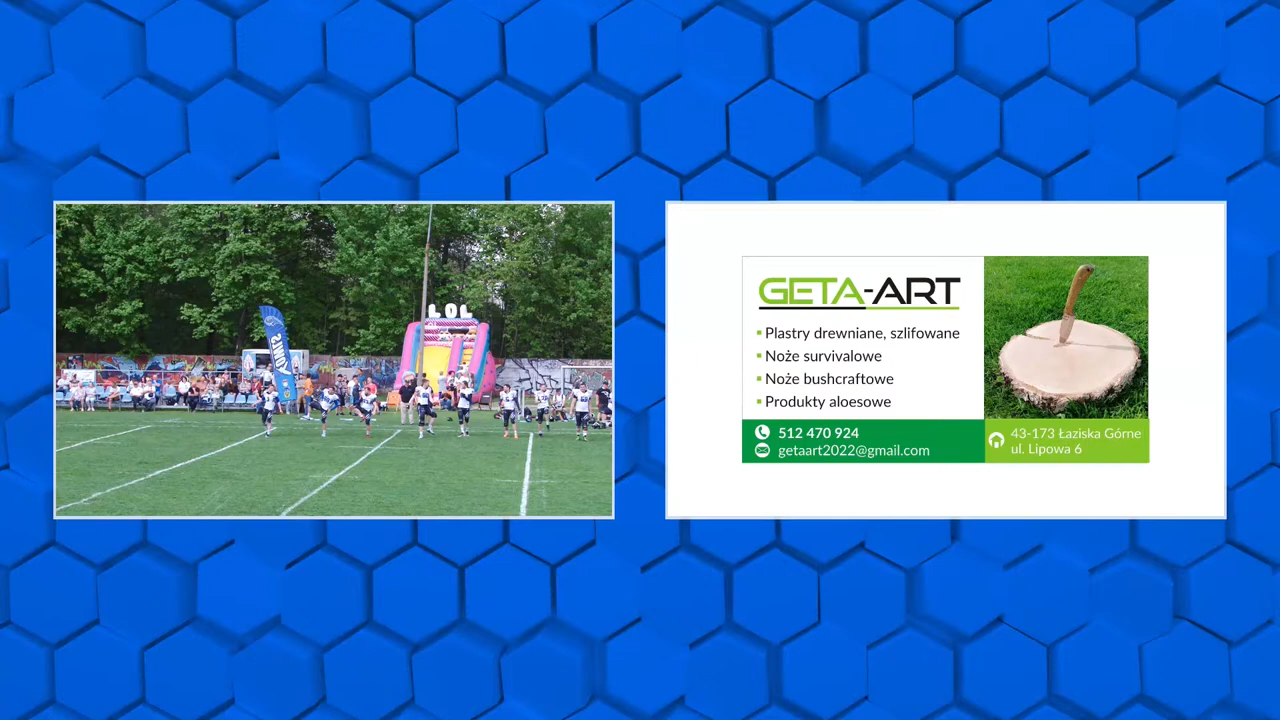 LOL
GETA-ART
Plastry drewniane, szlifowane
Noże survivalowe
Noże bushcraftowe
Produkty aloesowe
512 470 924
getaart2022@gmail.com
43-173 Łaziska Górne
ul. Lipowa 6